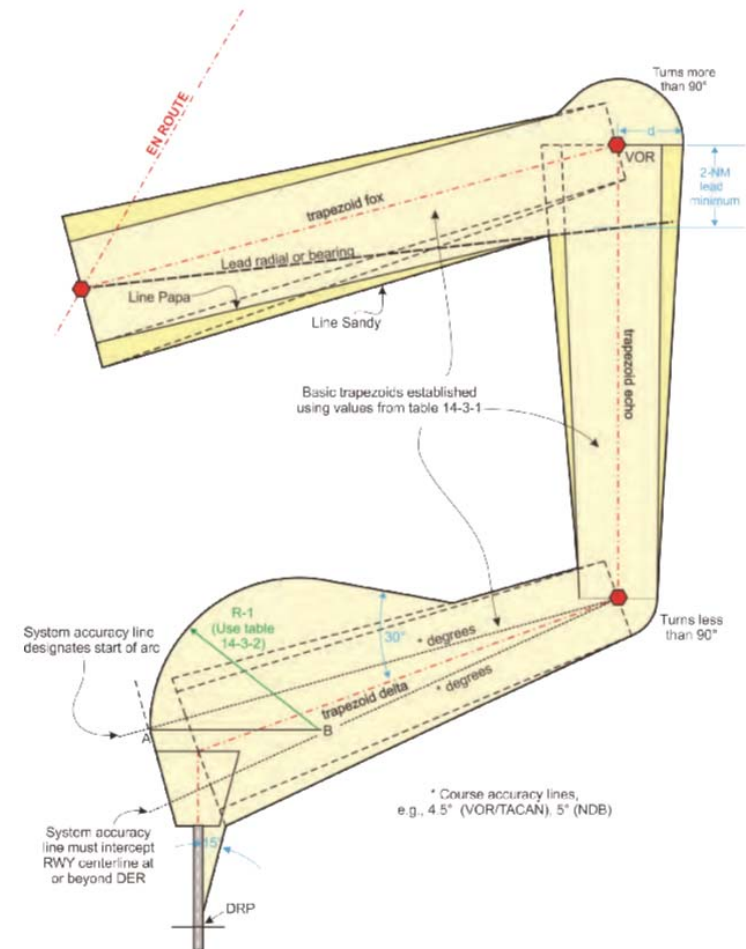 Turns more
than 90°
EN ROUTE
d
VOR
2-NM
lead
minimum
trapezoid fox
Lead radial or bearing
Line Papa
Line Sandy
trapezoid echo
Basic trapezoids established
using values from table 14-3-1
R-1
(Use table
14-3-2)
System accuracy line
designates start of arc
30°
* degrees
Turns less
than 90°
* degrees
trapezoid delta
A
B
* Course accuracy lines,
e.g., 4.5° (VOR/TACAN), 5° (NDB)
System accuracy
line must intercept
RWY centerline at
or beyond DER
15°
DRP